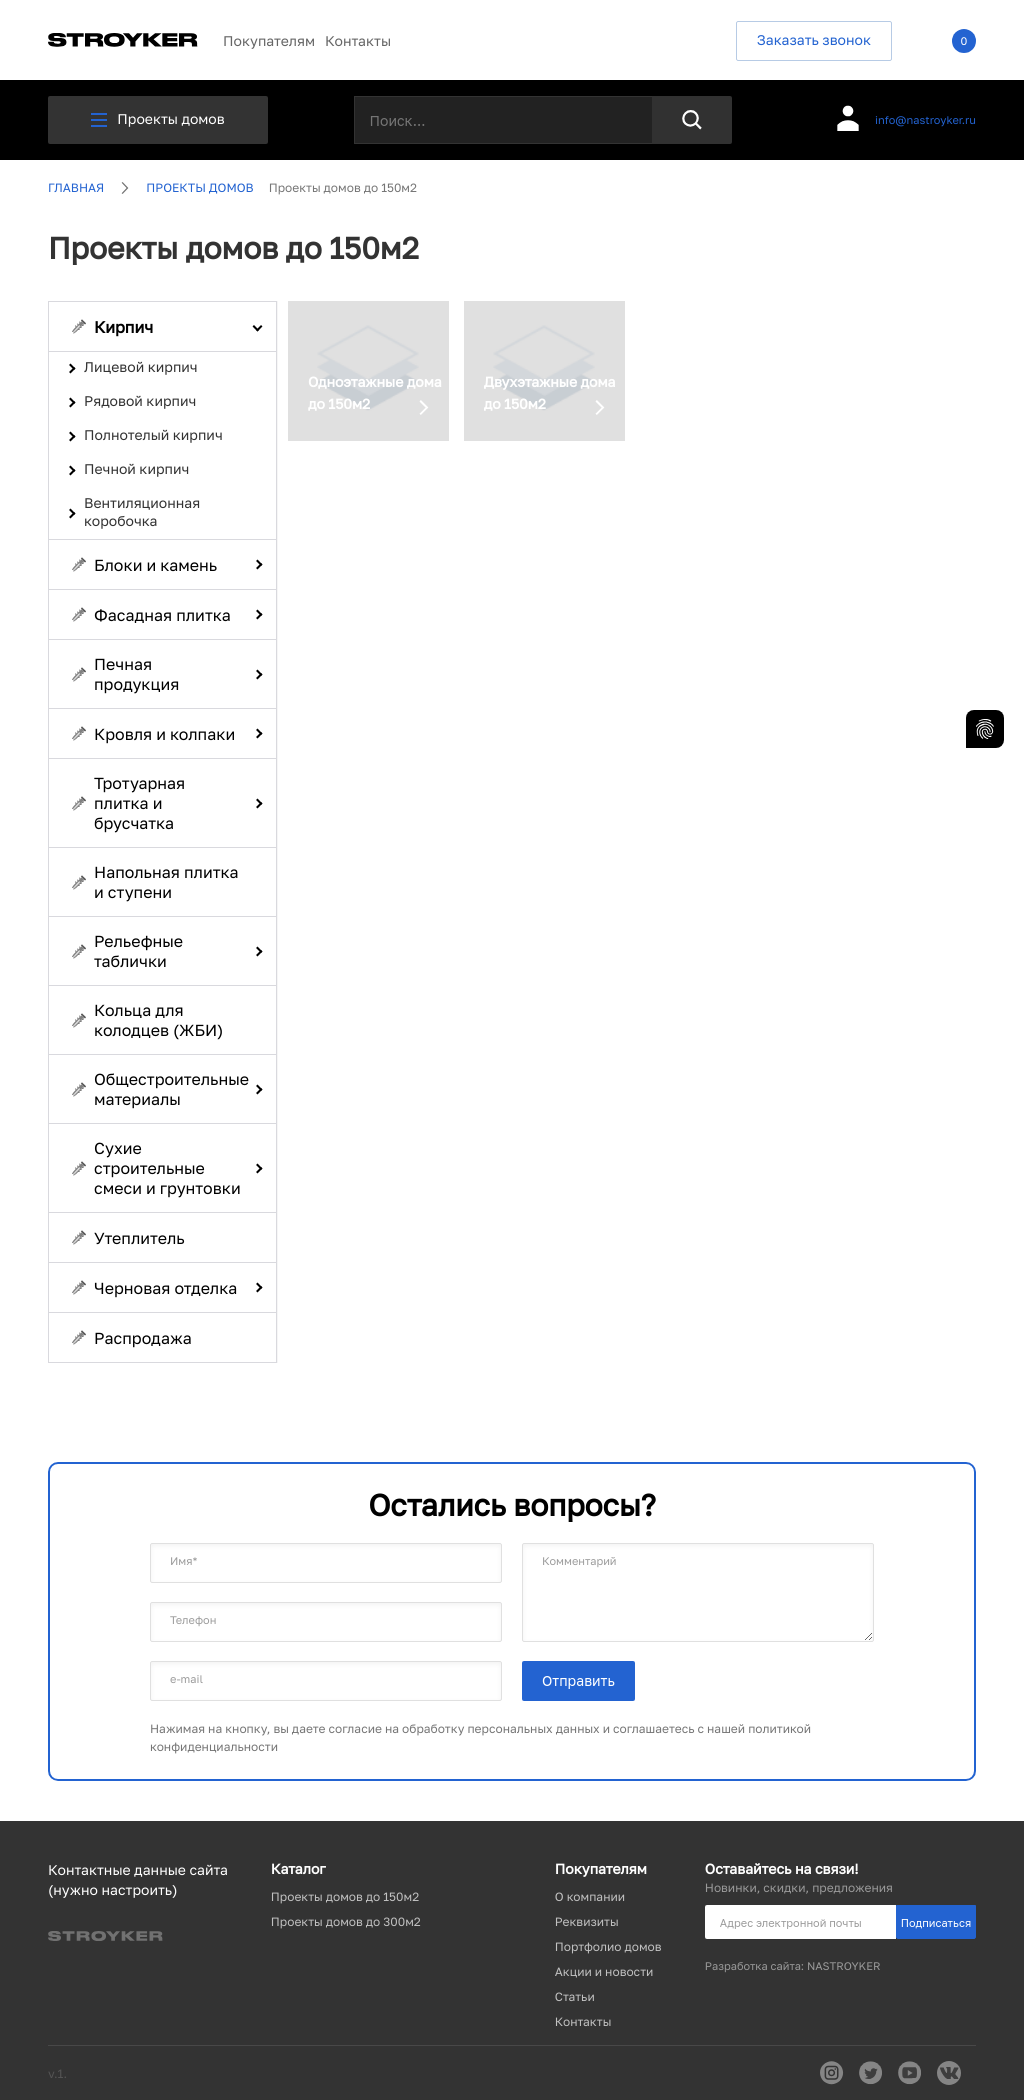 STROYKER
Покупателям Контакты
Заказать звонок
0
Проекты домов
Поиск...
info@nastroyker.ru
ГЛАВНАЯ ПРОЕКТЫ ДОМОВ Проекты домов до 150м2
Проекты домов до 150м2
Кирпич
Лицевой кирпич
Рядовой кирпич
Полнотелый кирпич
Печной кирпич
Вентиляционная
коробочка
Блоки и камень
Фасадная плитка
Печная
продукция
Кровля и колпаки
Тротуарная
плитка и
брусчатка
Напольная плитка
и ступени
Рельефные
таблички
Кольца для
колодцев (ЖБИ)
Общестроительные
материалы
Сухие
строительные
смеси и грунтовки
Утеплитель
Черновая отделка
Распродажа
Одноэтажные дома
до 150м2
Двухэтажные дома
до 150м2
Остались вопросы?
Имя*
Телефон
e-mail
Комментарий
Отправить
Нажимая на кнопку, вы даете согласие на обработку персональных данных и соглашаетесь с нашей политикой
конфиденциальности
Контактные данные сайта
(нужно настроить)
STROYKER
Каталог
Проекты домов до 150м2
Проекты домов до 300м2
Покупателям
О компании
Реквизиты
Портфолио домов
Акции и новости
Статьи
Контакты
Оставайтесь на связи!
Новинки, скидки, предложения
Адрес электронной почты
Подписаться
Разработка сайта: NASTROYKER
v.1.